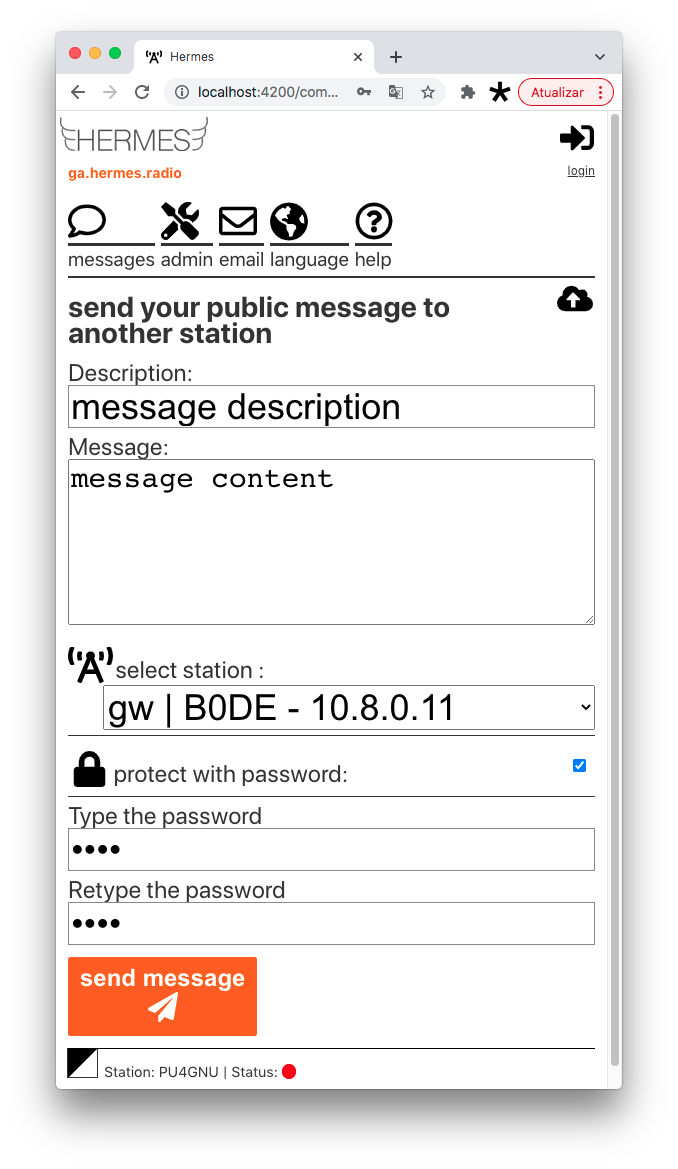 Hermes
localhost:4200/com...
Atualizar
HERMES
ga.hermes.radio
login
messages admin email language help
send your public message to
another station
Description:
message description
Message:
message content
select station :
gw | B0DE - 10.8.0.11
protect with password:
Type the password
••••
Retype the password
••••
send message
Station: PU4GNU | Status: